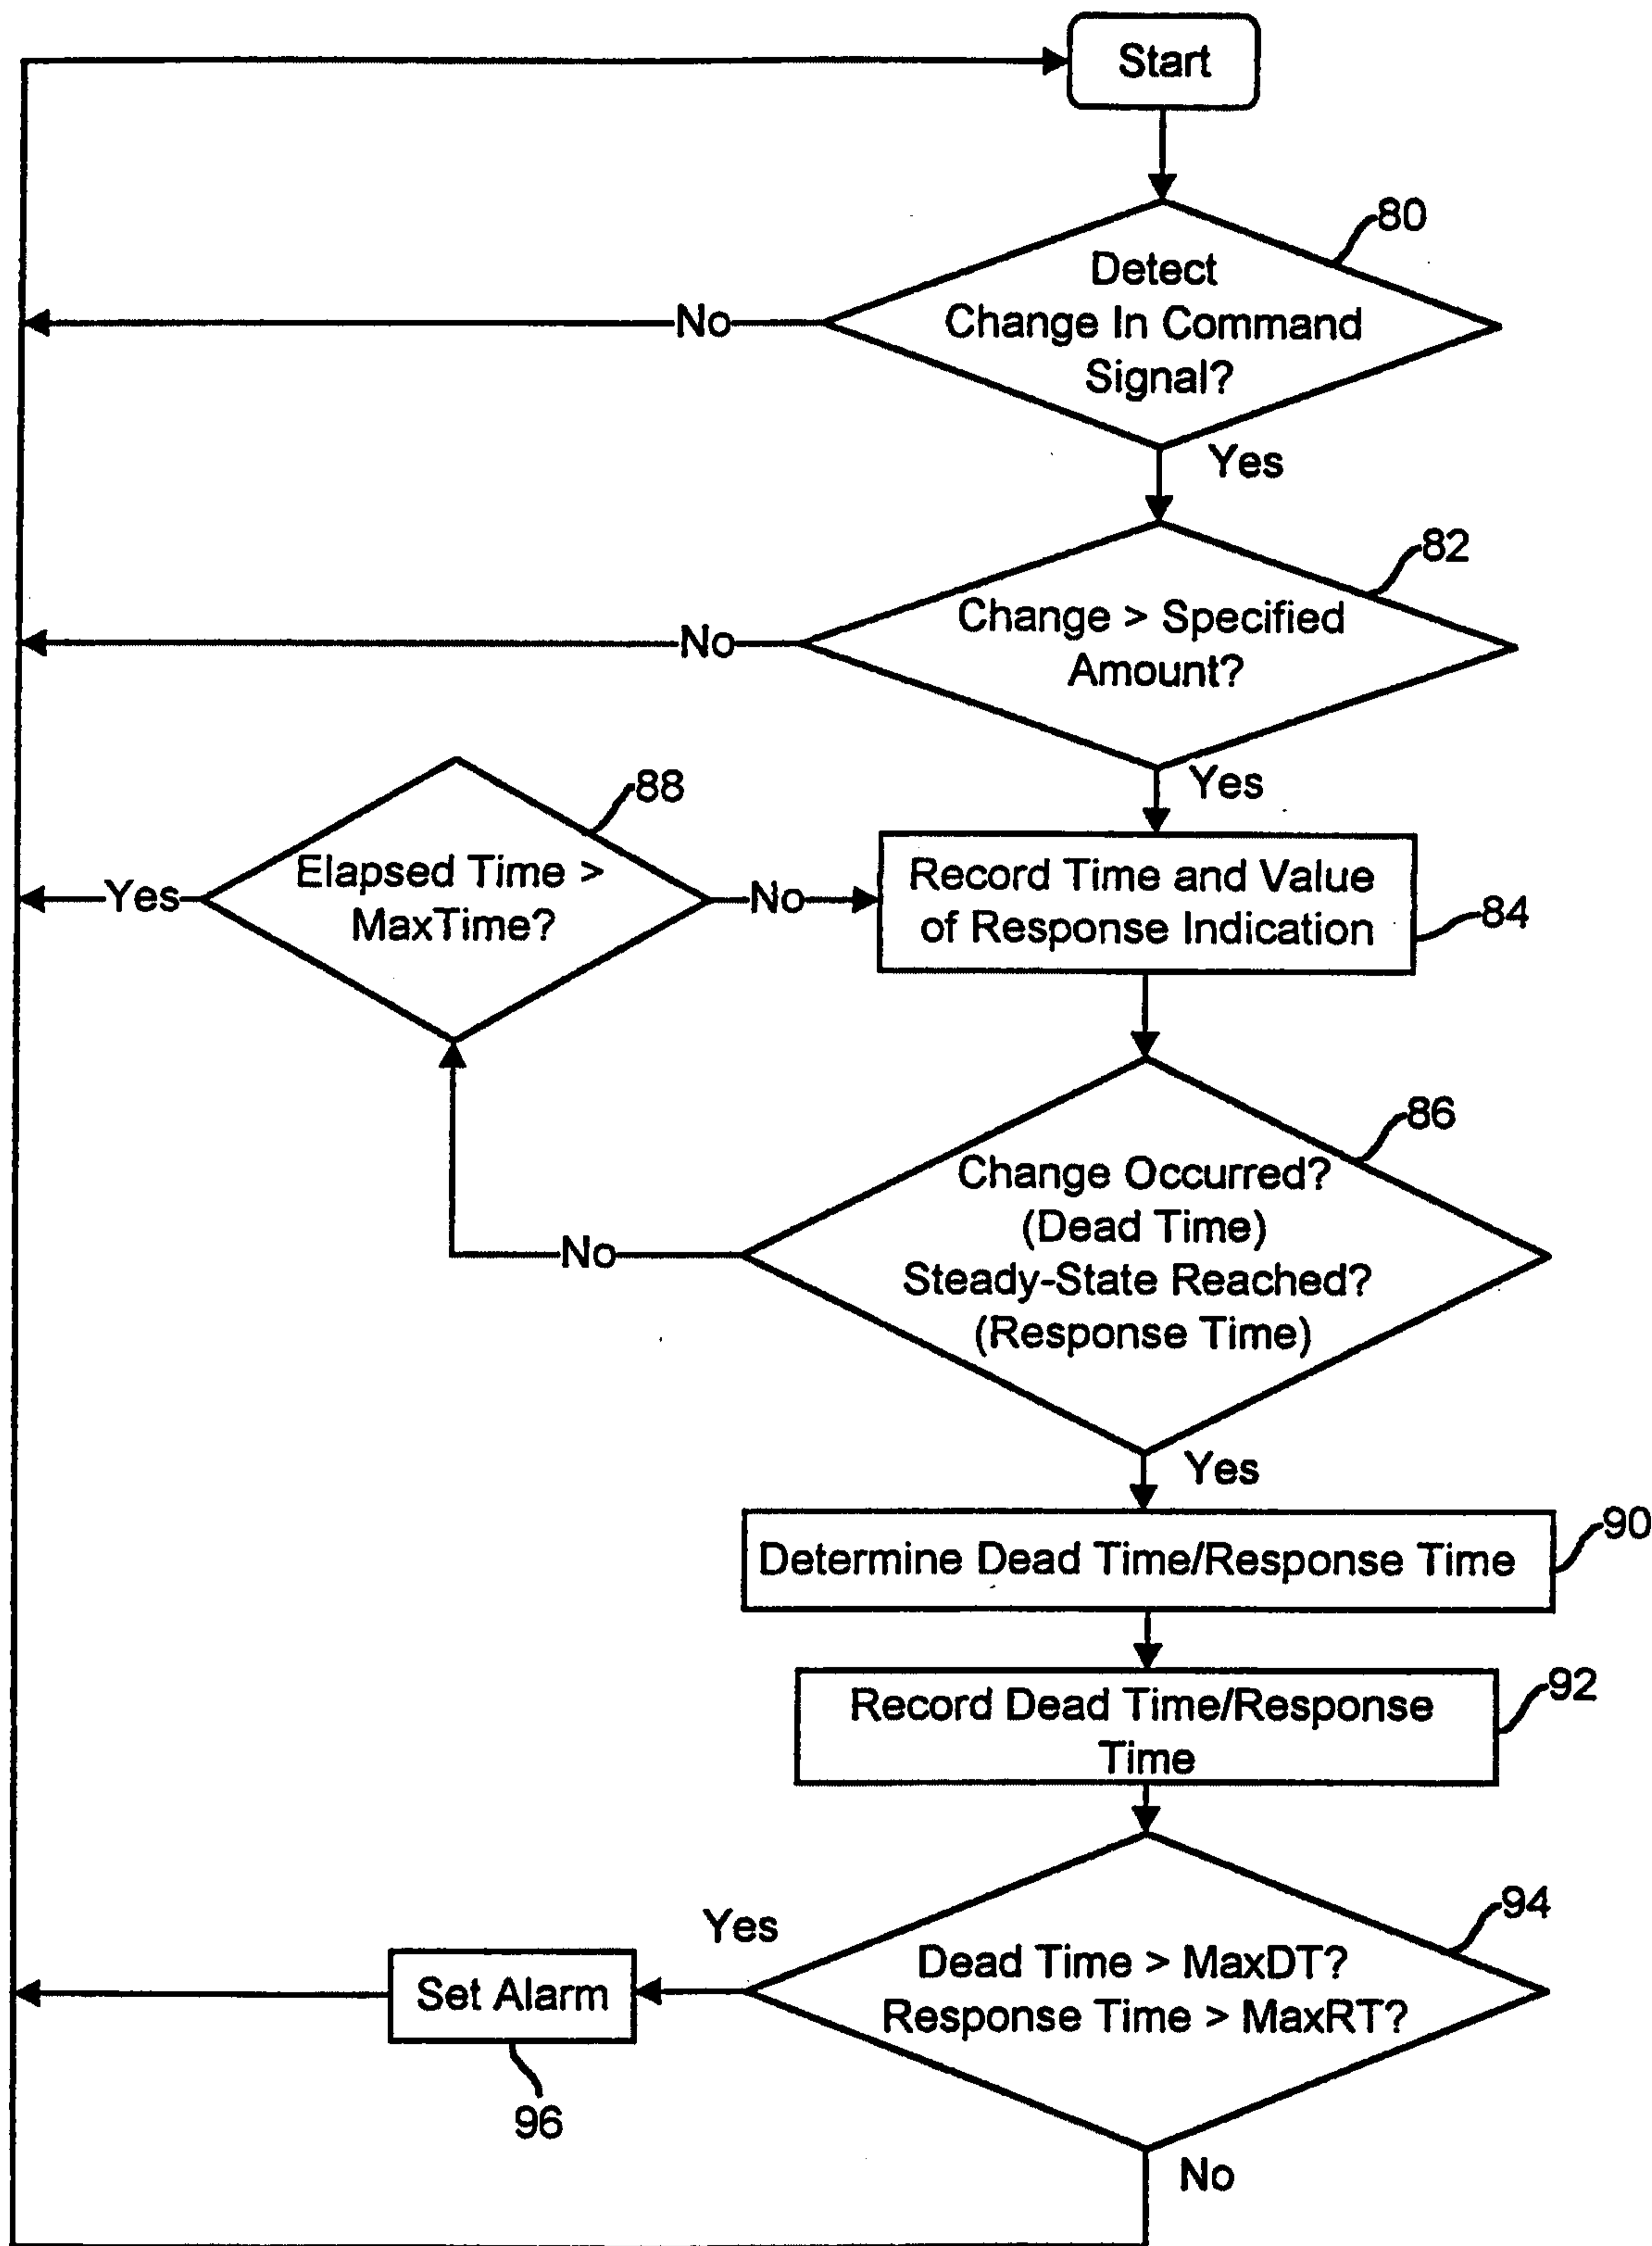 Start
80
Detect
Change In Command
Signal?
No
Yes
82
Change > Specified
Amount?
No
Yes
88
Elapsed Time >
MaxTime?
Yes
No
Record Time and Value
of Response Indication
84
86
Change Occurred?
(Dead Time)
Steady-State Reached?
(Response Time)
No
Yes
90
Determine Dead Time/Response Time
92
Record Dead Time/Response
Time
94
Yes
Dead Time > MaxDT?
Response Time > MaxRT?
Set Alarm
96
No